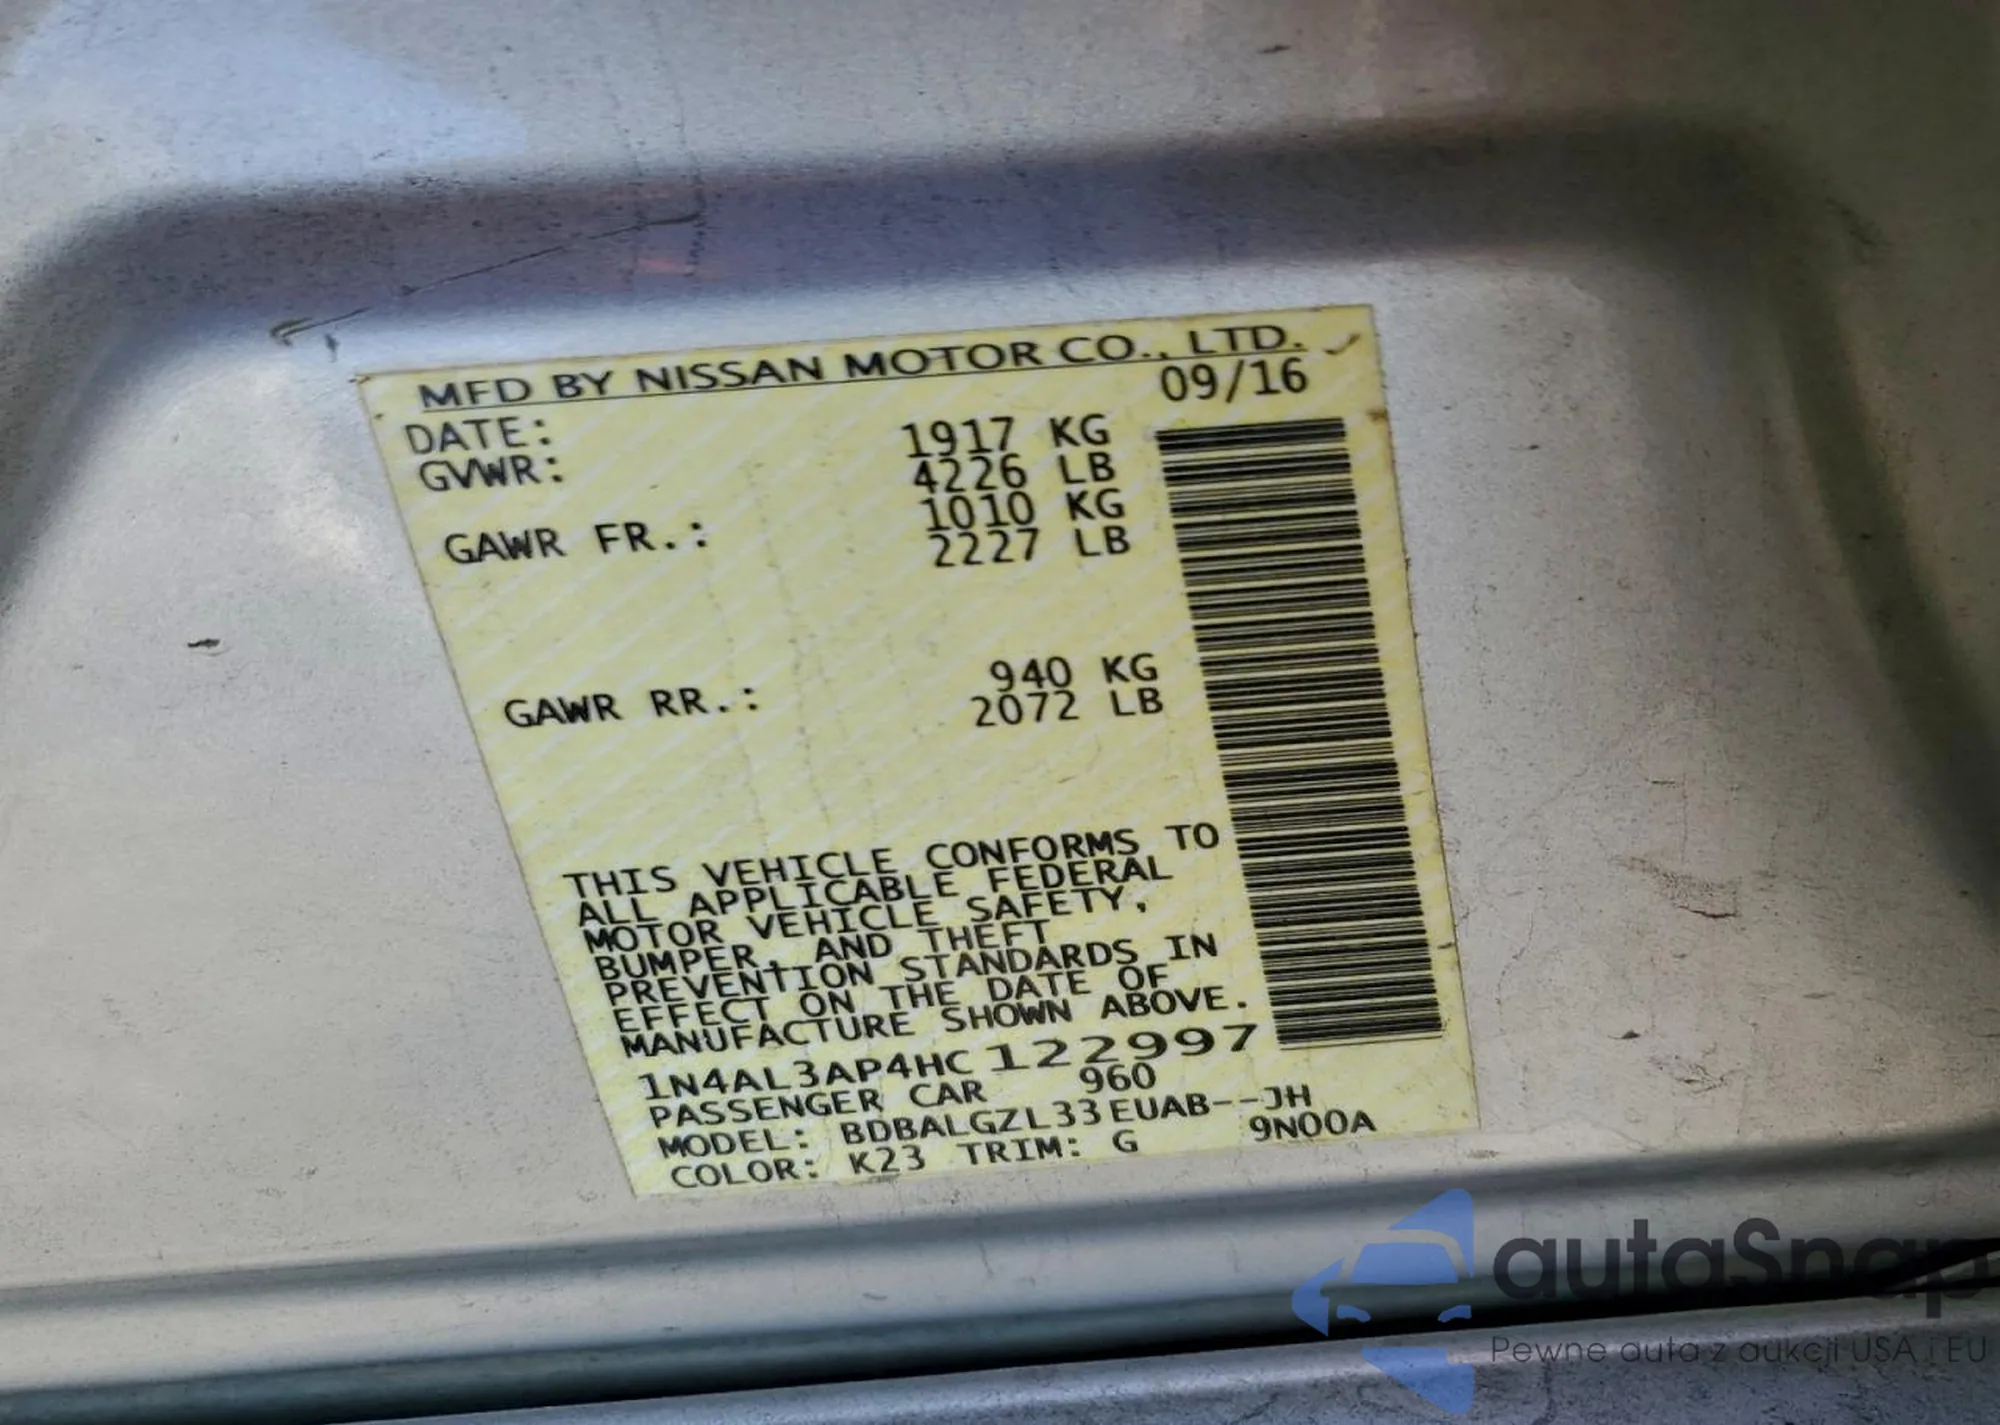 MFD BY NISSAN MOTOR CO., LTD.
DATE: 09/16
GVWR: 1917 KG
4226 LB
GAWR FR.: 1010 KG
2227 LB
GAWR RR.: 940 KG
2072 LB
THIS VEHICLE CONFORMS TO
ALL APPLICABLE FEDERAL
MOTOR VEHICLE SAFETY,
BUMPER, AND THEFT
PREVENTION STANDARDS IN
EFFECT ON THE DATE OF
MANUFACTURE SHOWN ABOVE.
1N4AL3AP4HC122997
PASSENGER CAR 960
MODEL: BDBALGZL33EUAB--JH
COLOR: K23 TRIM: G 9N00A
autaSnap
Pewne auta z aukcji USA i EU